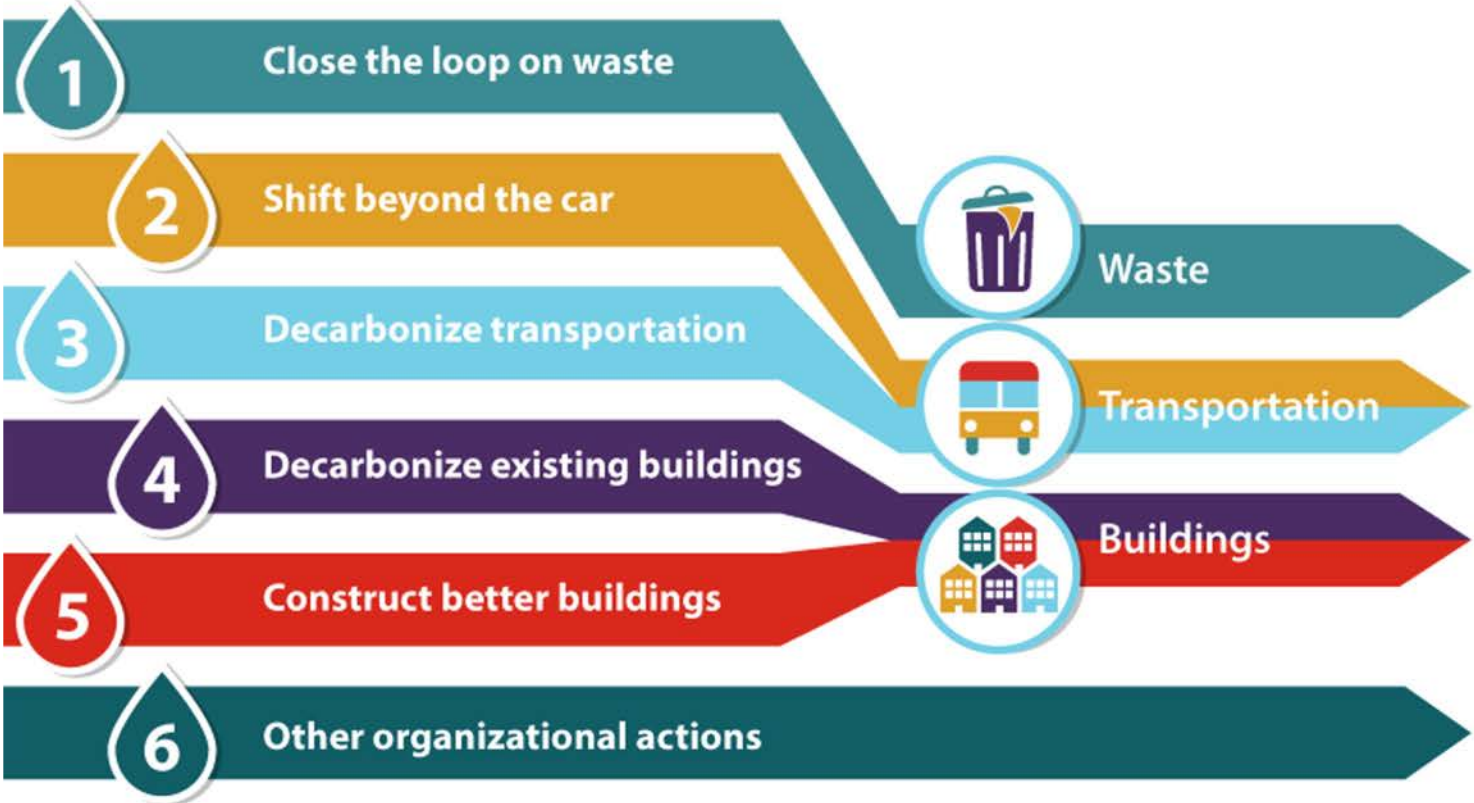 1
Close the loop on waste
2
Shift beyond the car
3
Decarbonize transportation
4
Decarbonize existing buildings
5
Construct better buildings
6
Other organizational actions
Waste
Transportation
Buildings